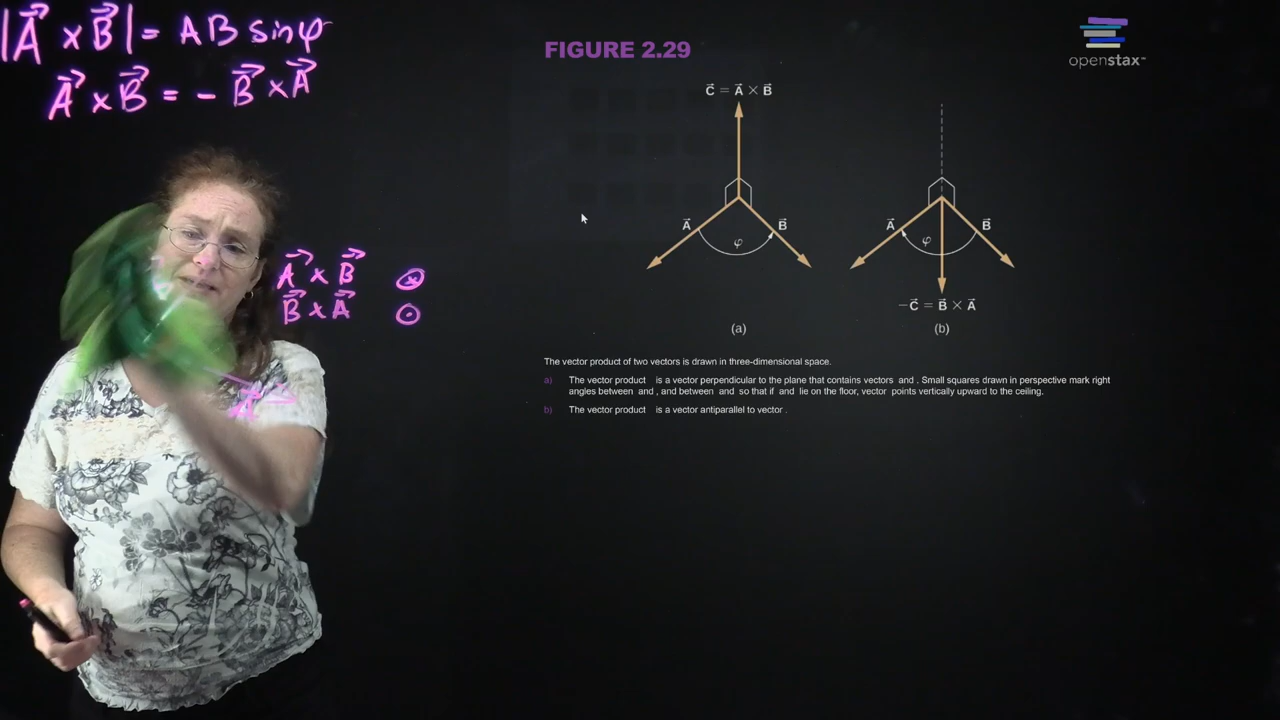 |A⃗ × B⃗| = AB sinφ
A⃗ × B⃗ = - B⃗ × A⃗
A⃗ × B⃗ ⊗
B⃗ × A⃗ ⊙
A⃗
FIGURE 2.29
openstax™
C⃗ = A⃗ × B⃗
A⃗
B⃗
φ
(a)
A⃗
B⃗
φ
−C⃗ = B⃗ × A⃗
(b)
The vector product of two vectors is drawn in three-dimensional space.
a) The vector product is a vector perpendicular to the plane that contains vectors and . Small squares drawn in perspective mark right
angles between and , and between and so that if and lie on the floor, vector points vertically upward to the ceiling.
b) The vector product is a vector antiparallel to vector .